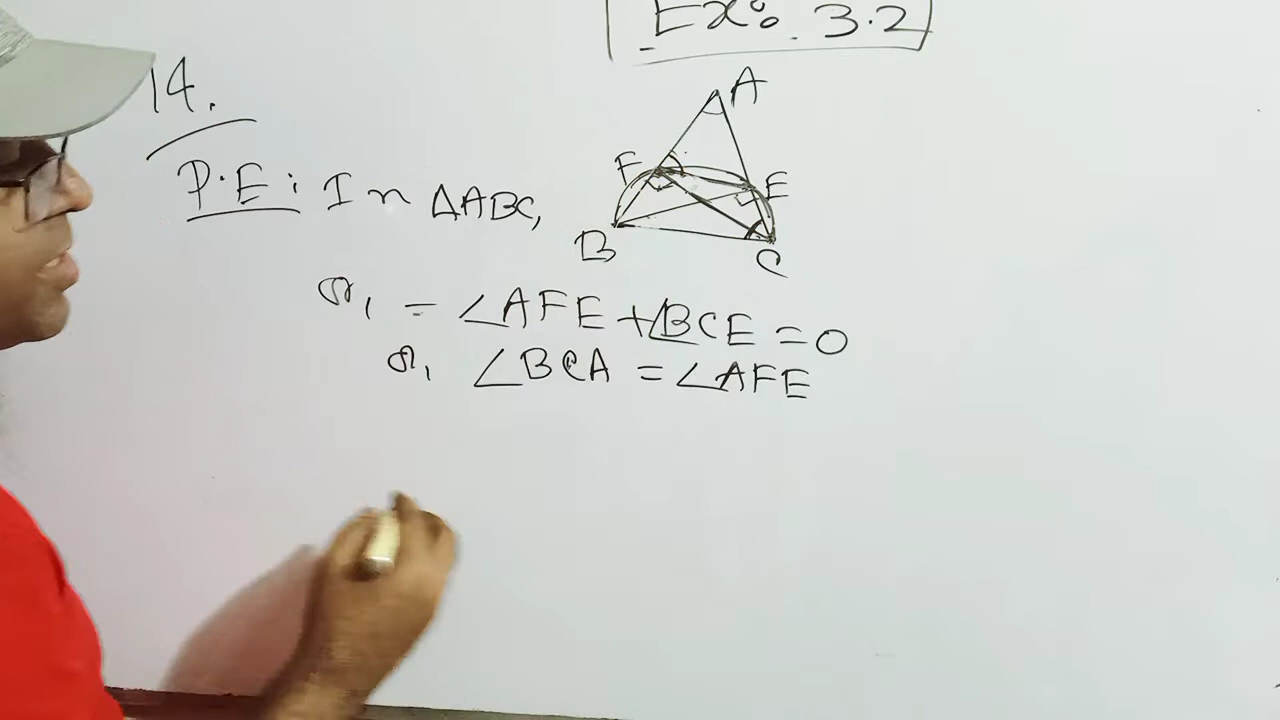 Ex: 3.2
14.
P.E: In ΔABC,
A
F
E
B
C
= ∠AFE + ∠BCE = 0
∠BCA = ∠AFE